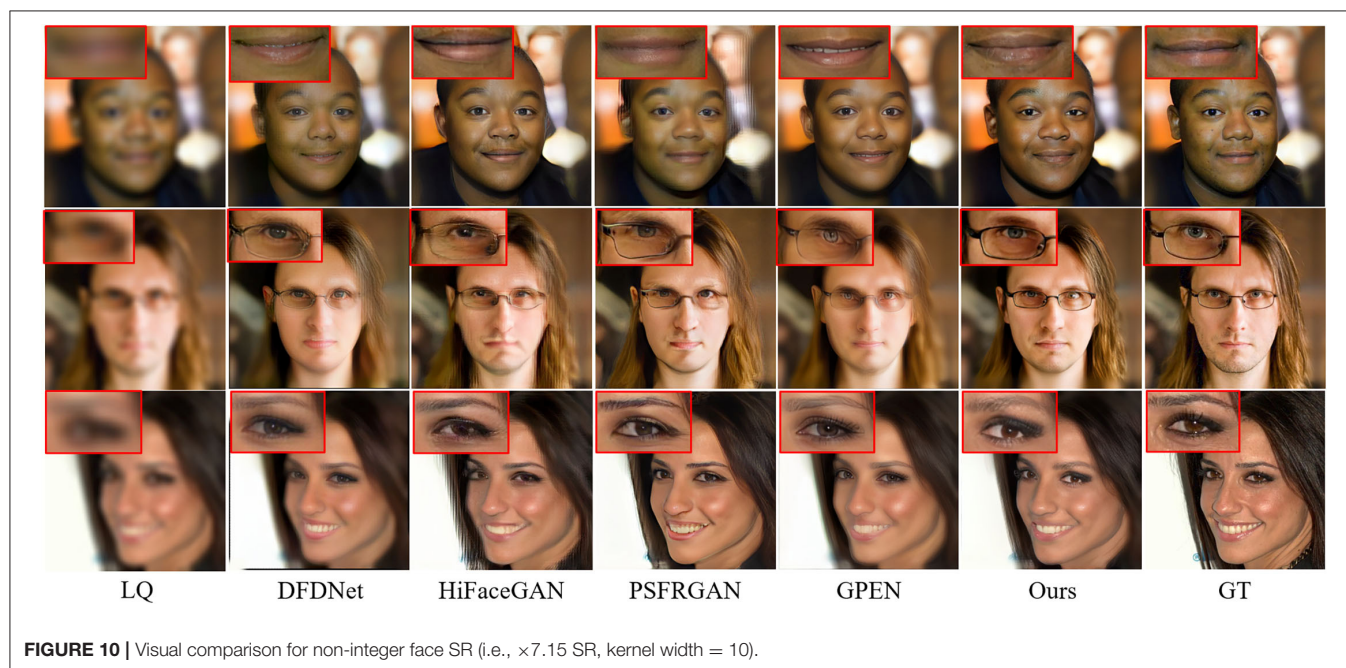 LQ DFDNet HiFaceGAN PSFRGAN GPEN Ours GT
FIGURE 10 | Visual comparison for non-integer face SR (i.e., ×7.15 SR, kernel width = 10).